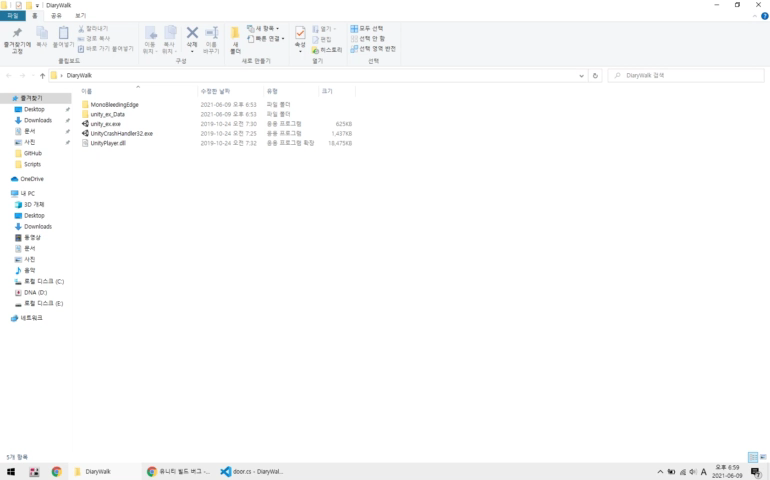 DiaryWalk
파일 홈 공유 보기
즐겨찾기에 고정
복사
붙여넣기
잘라내기
경로 복사
바로 가기 붙여넣기
클립보드
이동 위치
복사 위치
삭제
이름 바꾸기
구성
새 폴더
새 항목
빠른 연결
새로 만들기
속성
열기
편집
히스토리
열기
모두 선택
선택 안 함
선택 영역 반전
선택
DiaryWalk
DiaryWalk 검색
이름 수정한 날짜 유형 크기
MonoBleedingEdge 2021-06-09 오후 6:53 파일 폴더
unity_ex_Data 2021-06-09 오후 6:53 파일 폴더
unity_ex.exe 2019-10-24 오전 7:30 응용 프로그램 625KB
UnityCrashHandler32.exe 2019-10-24 오전 7:25 응용 프로그램 1,437KB
UnityPlayer.dll 2019-10-24 오전 7:32 응용 프로그램 확장 18,475KB
즐겨찾기
Desktop
Downloads
문서
사진
GitHub
Scripts
OneDrive
내 PC
3D 개체
Desktop
Downloads
동영상
문서
사진
음악
로컬 디스크 (C:)
DNA (D:)
로컬 디스크 (E:)
네트워크
5개 항목
DiaryWalk
유니티 빌드 버그 -...
door.cs - DiaryWal...
A
오후 6:59
2021-06-09